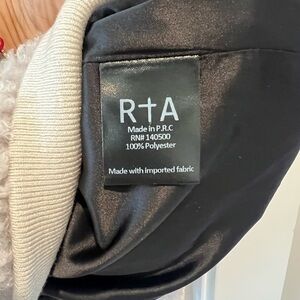 R†A
Made in P.R.C
RN# 140500
100% Polyester
Made with imported fabric